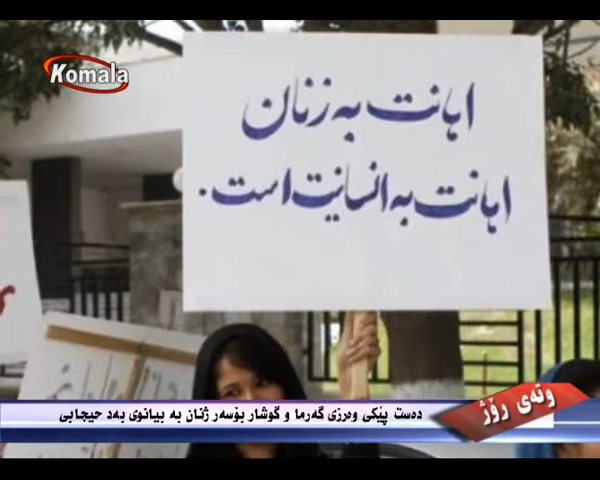 Komala
اهانت به زنان
اهانت به انسانیت است.
وتەی رۆژ
دەست پێکی وەرزی گەرما و گوشار بۆسەر ژنان بە بیانوی بەد حیجابی